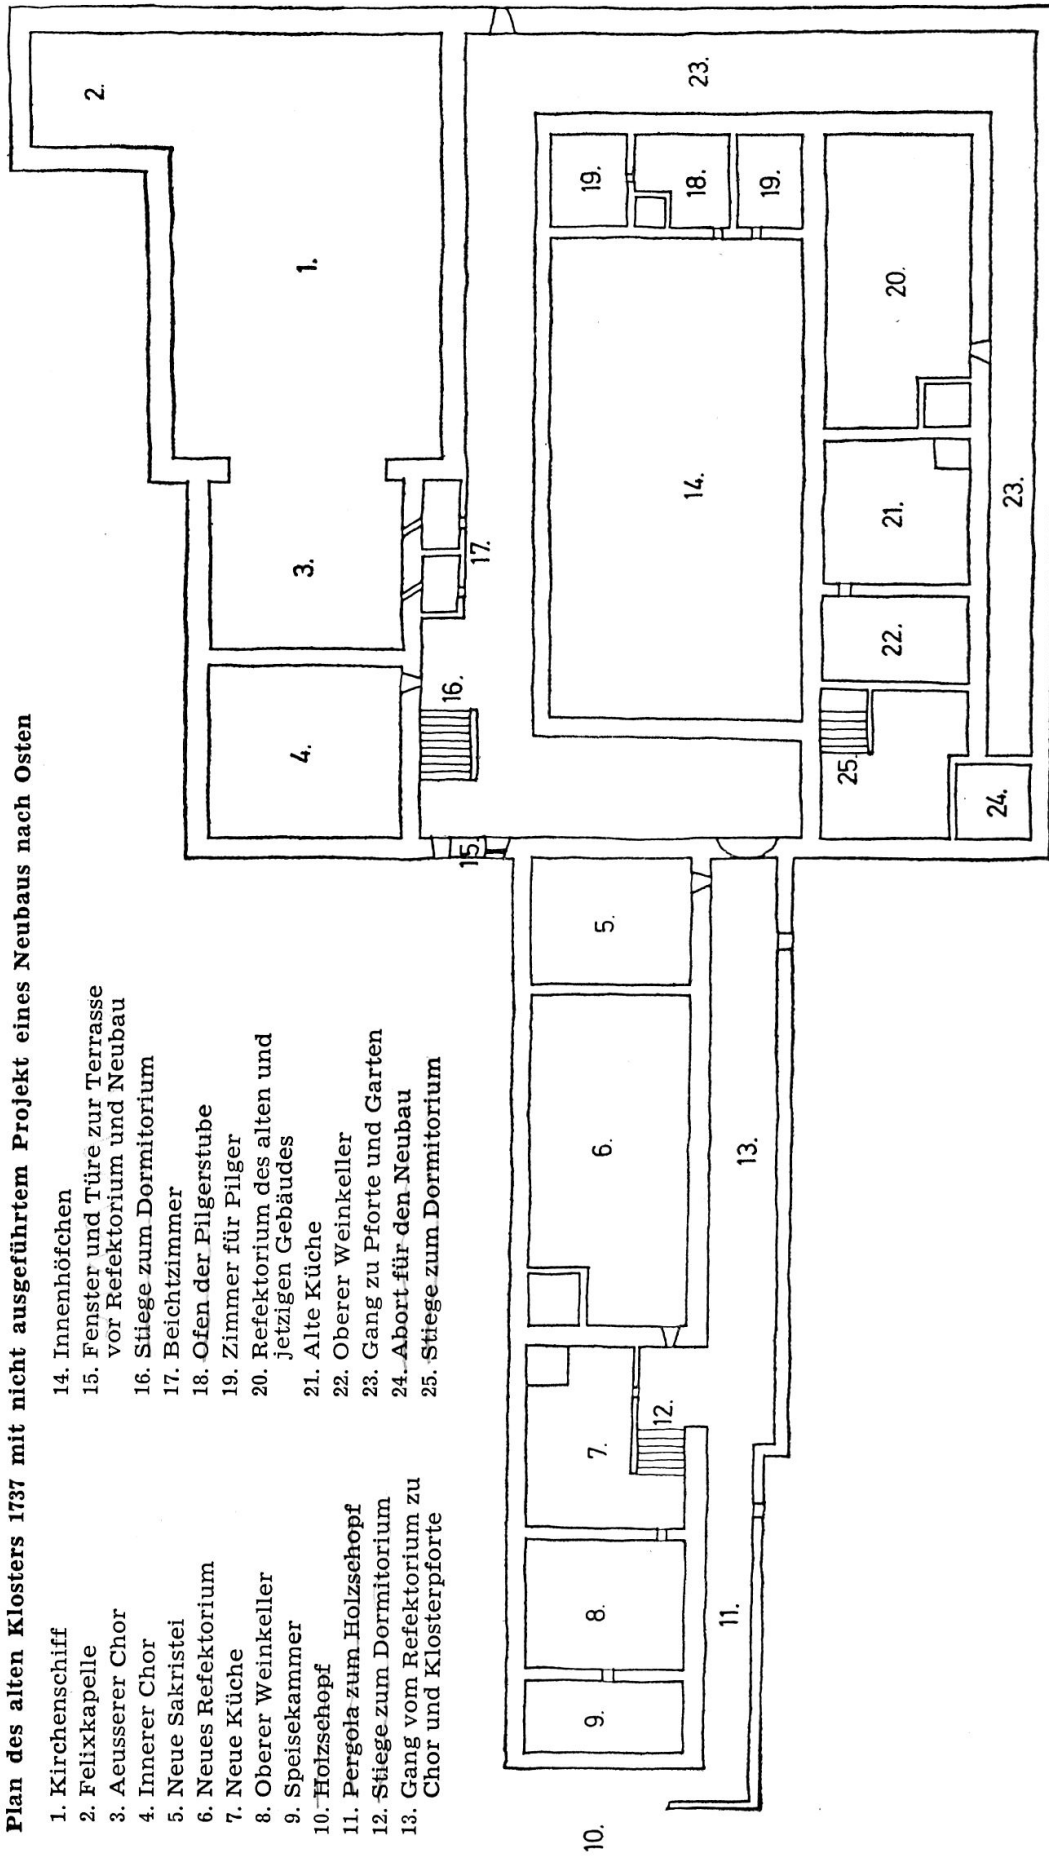 Plan des alten Klosters 1737 mit nicht ausgeführtem Projekt eines Neubaus nach Osten
1. Kirchenschiff
2. Felixkapelle
3. Aeusserer Chor
4. Innerer Chor
5. Neue Sakristei
6. Neues Refektorium
7. Neue Küche
8. Oberer Weinkeller
9. Speisekammer
10. Holzschopf
11. Pergola zum Holzschopf
12. Stiege zum Dormitorium
13. Gang vom Refektorium zu
Chor und Klosterpforte
14. Innenhöfchen
15. Fenster und Türe zur Terrasse
vor Refektorium und Neubau
16. Stiege zum Dormitorium
17. Beichtzimmer
18. Ofen der Pilgerstube
19. Zimmer für Pilger
20. Refektorium des alten und
jetzigen Gebäudes
21. Alte Küche
22. Oberer Weinkeller
23. Gang zu Pforte und Garten
24. Abort für den Neubau
25. Stiege zum Dormitorium
2.
1.
3.
4.
23.
19.
18.
19.
17.
16.
14.
15.
20.
21.
22.
25.
24.
23.
5.
6.
13.
7.
12.
8.
11.
9.
10.